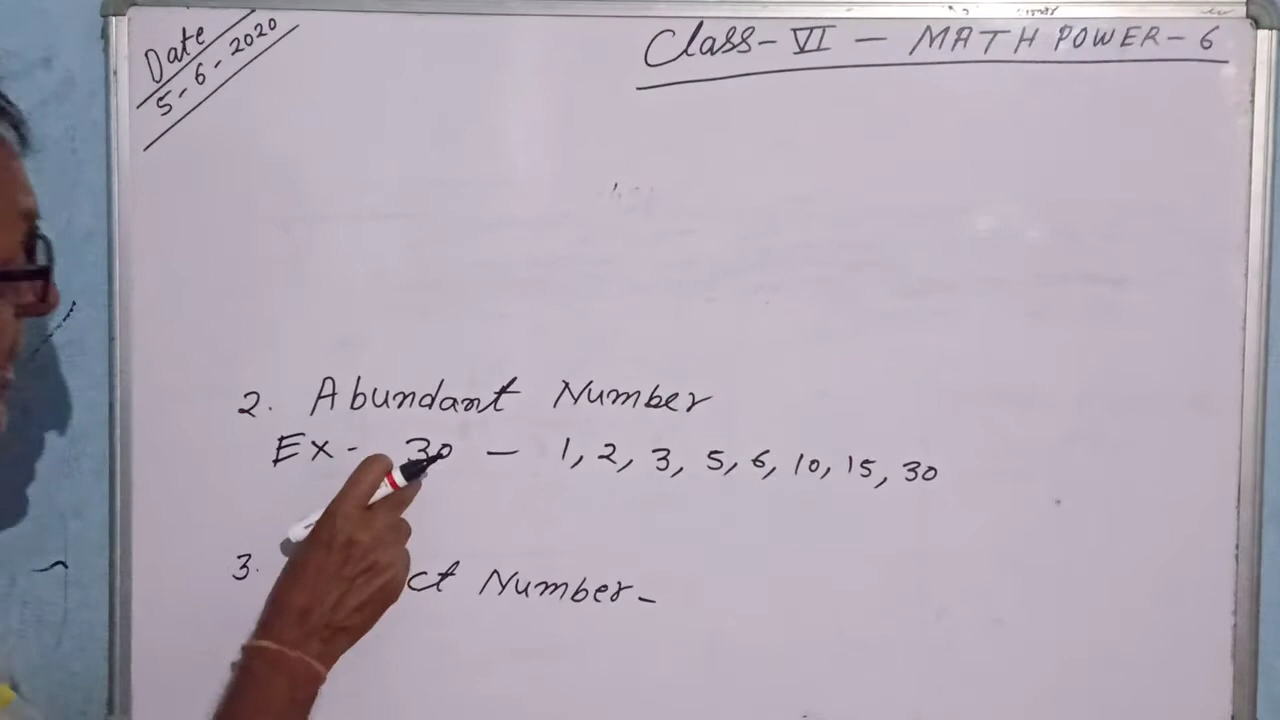 Date
5-6-2020
Class-VI - MATH POWER-6
2. Abundant Number
Ex- 30 - 1, 2, 3, 5, 6, 10, 15, 30
3. ct Number-